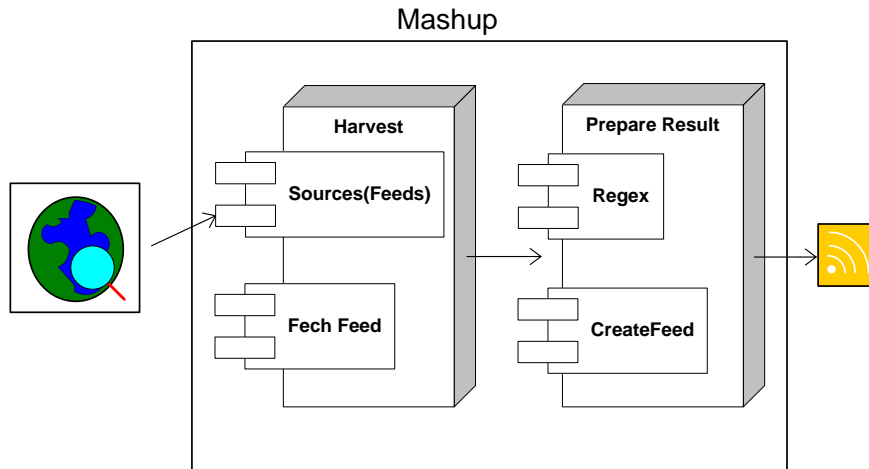 Mashup
Harvest
Sources(Feeds)
Fech Feed
Prepare Result
Regex
CreateFeed